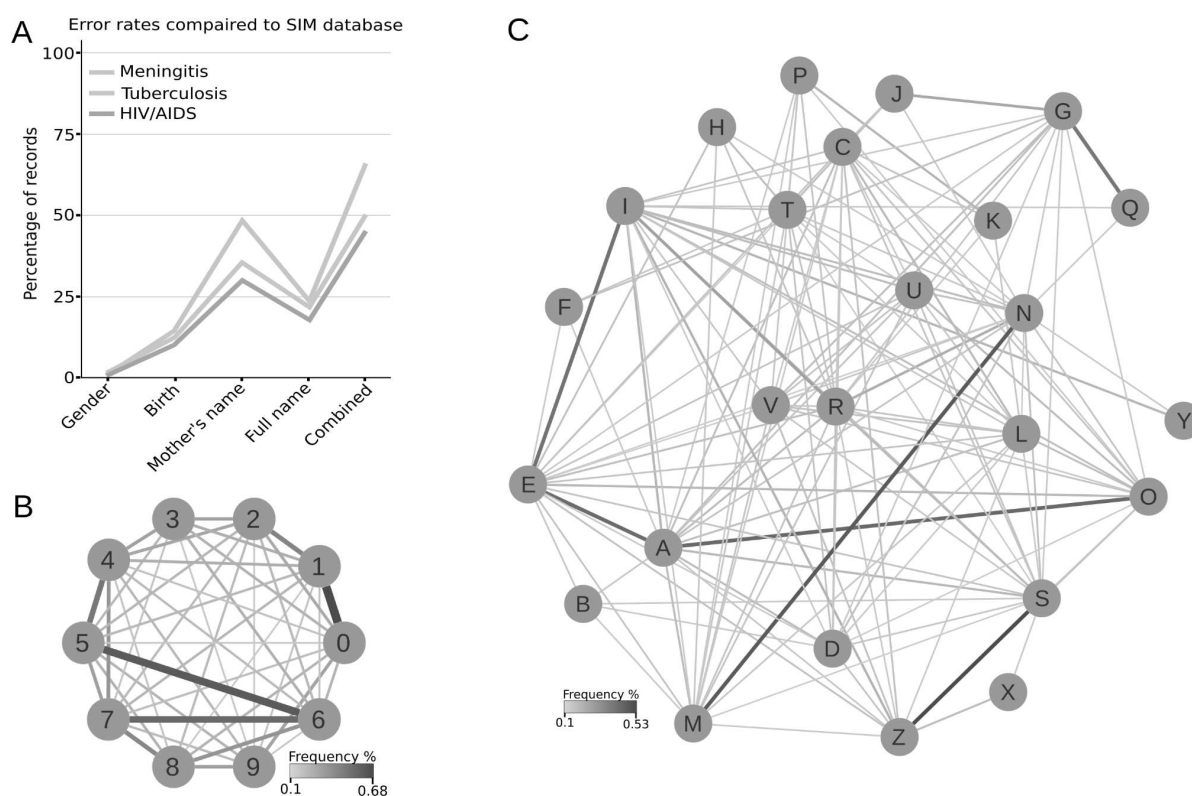 A
Error rates compaired to SIM database
100
75
50
25
0
Percentage of records
Meningitis
Tuberculosis
HIV/AIDS
Gender
Birth
Mother's name
Full name
Combined
B
3
2
4
1
5
0
7
6
8
9
Frequency %
0.1
0.68
C
P
J
G
H
C
I
T
K
Q
F
U
N
V
R
L
Y
E
O
A
B
S
D
X
M
Z
Frequency %
0.1
0.53